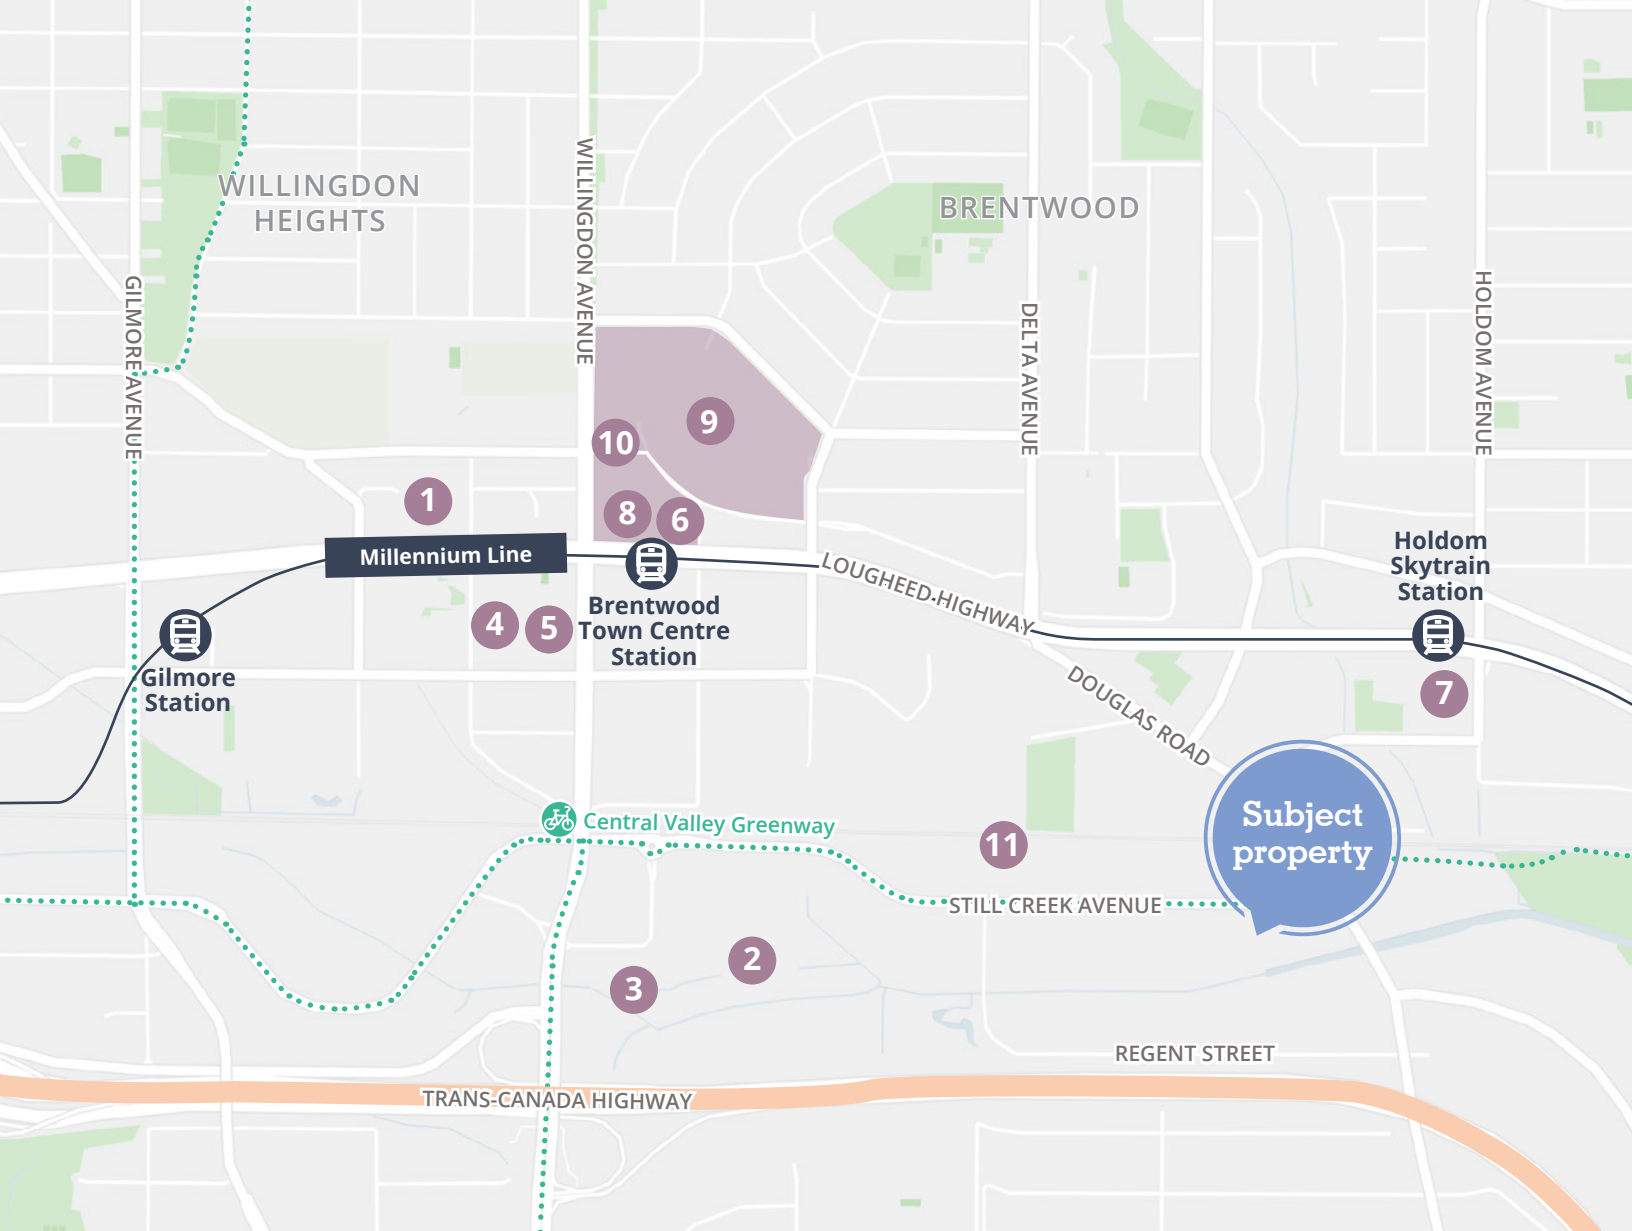 WILLINGDON
HEIGHTS
WILLINGDON AVENUE
BRENTWOOD
GILMORE AVENUE
DELTA AVENUE
HOLDOM AVENUE
9
10
1
8
6
Millennium Line
LOUGHEED HIGHWAY
Holdom
Skytrain
Station
Brentwood
Town Centre
Station
4
5
Gilmore
Station
7
DOUGLAS ROAD
Subject
property
Central Valley Greenway
11
STILL CREEK AVENUE
2
3
REGENT STREET
TRANS-CANADA HIGHWAY